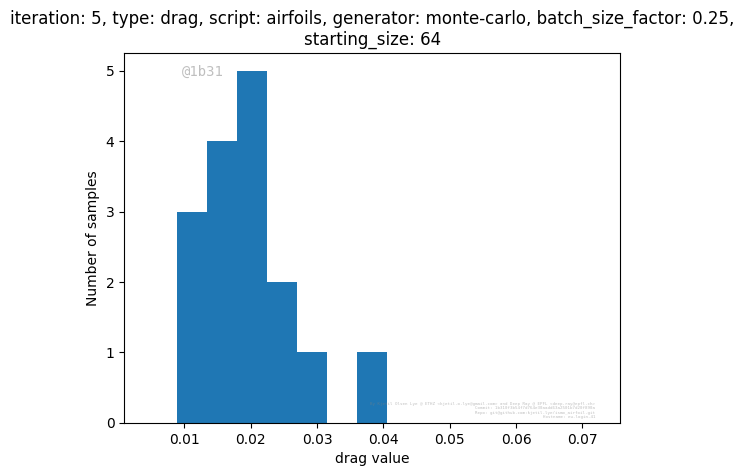 iteration: 5, type: drag, script: airfoils, generator: monte-carlo, batch_size_factor: 0.25,
starting_size: 64
@1b31
5
4
3
2
1
0
Number of samples
0.01 0.02 0.03 0.04 0.05 0.06 0.07
drag value